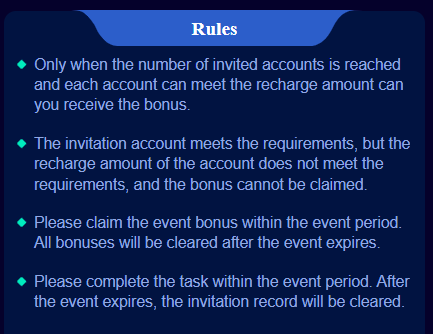 Rules
Only when the number of invited accounts is reached
and each account can meet the recharge amount can
you receive the bonus.
The invitation account meets the requirements, but the
recharge amount of the account does not meet the
requirements, and the bonus cannot be claimed.
Please claim the event bonus within the event period.
All bonuses will be cleared after the event expires.
Please complete the task within the event period. After
the event expires, the invitation record will be cleared.